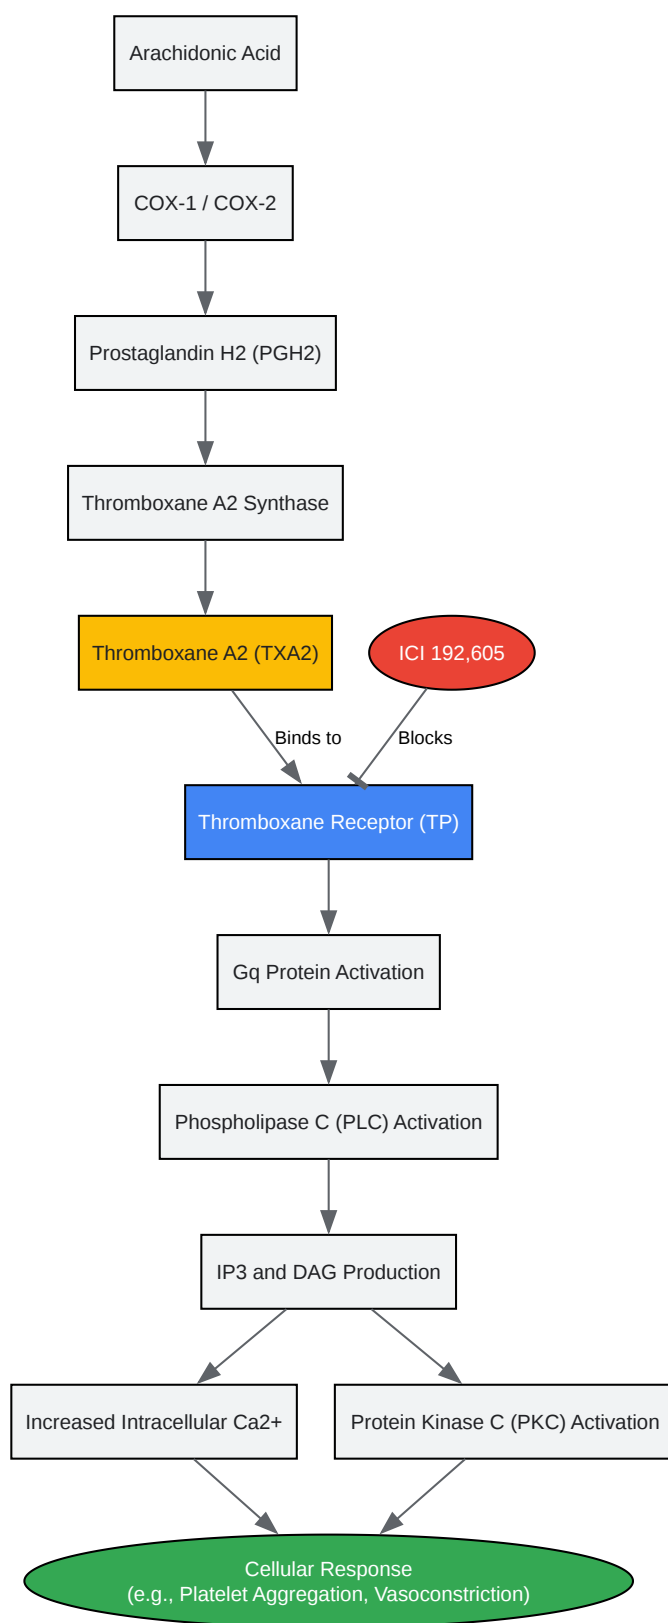 Arachidonic Acid
COX-1 / COX-2
Prostaglandin H2 (PGH2)
Thromboxane A2 Synthase
Thromboxane A2 (TXA2)
ICI 192,605
Binds to
Blocks
Thromboxane Receptor (TP)
Gq Protein Activation
Phospholipase C (PLC) Activation
IP3 and DAG Production
Increased Intracellular Ca2+
Protein Kinase C (PKC) Activation
Cellular Response
(e.g., Platelet Aggregation, Vasoconstriction)